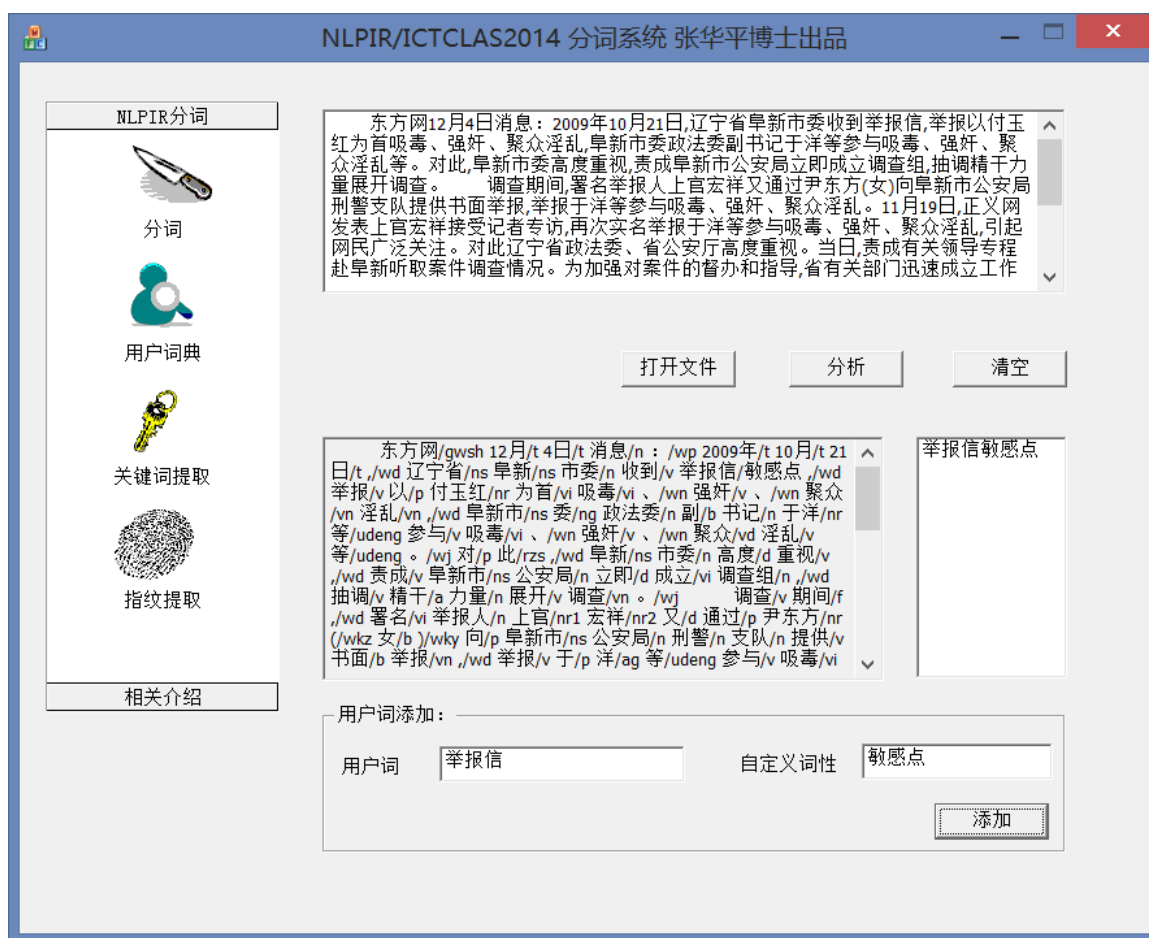 NLPIR/ICTCLAS2014 分词系统 张华平博士出品
NLPIR分词
分词
用户词典
关键词提取
指纹提取
相关介绍
东方网12月4日消息：2009年10月21日,辽宁省阜新市委收到举报信,举报以付玉
红为首吸毒、强奸、聚众淫乱,阜新市委政法委副书记于洋等参与吸毒、强奸、聚
众淫乱等。对此,阜新市委高度重视,责成阜新市公安局立即成立调查组,抽调精干力
量展开调查。 调查期间,署名举报人上官宏祥又通过尹东方(女)向阜新市公安局
刑警支队提供书面举报,举报于洋等参与吸毒、强奸、聚众淫乱。11月19日,正义网
发表上官宏祥接受记者专访,再次实名举报于洋等参与吸毒、强奸、聚众淫乱,引起
网民广泛关注。对此辽宁省政法委、省公安厅高度重视。当日,责成有关领导专程
赴阜新听取案件调查情况。为加强对案件的督办和指导,省有关部门迅速成立工作
打开文件
分析
清空
东方网/gwsh 12月/t 4日/t 消息/n ：/wp 2009年/t 10月/t 21
日/t ,/wd 辽宁省/ns 阜新/ns 市委/n 收到/v 举报信/敏感点 ,/wd
举报/v 以/p 付玉红/nr 为首/vi 吸毒/vi 、/wn 强奸/v 、/wn 聚众
/vn 淫乱/vn ,/wd 阜新市/ns 委/ng 政法委/n 副/b 书记/n 于洋/nr
等/udeng 参与/v 吸毒/vi 、/wn 强奸/v 、/wn 聚众/vd 淫乱/v
等/udeng 。/wj 对/p 此/rzs ,/wd 阜新/ns 市委/n 高度/d 重视/v
,/wd 责成/v 阜新市/ns 公安局/n 立即/d 成立/vi 调查组/n ,/wd
抽调/v 精干/a 力量/n 展开/v 调查/vn 。/wj 调查/v 期间/f
,/wd 署名/vi 举报人/n 上官/nr1 宏祥/nr2 又/d 通过/p 尹东方/nr
(/wkz 女/b )/wky 向/p 阜新市/ns 公安局/n 刑警/n 支队/n 提供/v
书面/b 举报/vn ,/wd 举报/v 于/p 洋/ag 等/udeng 参与/v 吸毒/vi
举报信敏感点
用户词添加：
用户词
举报信
自定义词性
敏感点
添加